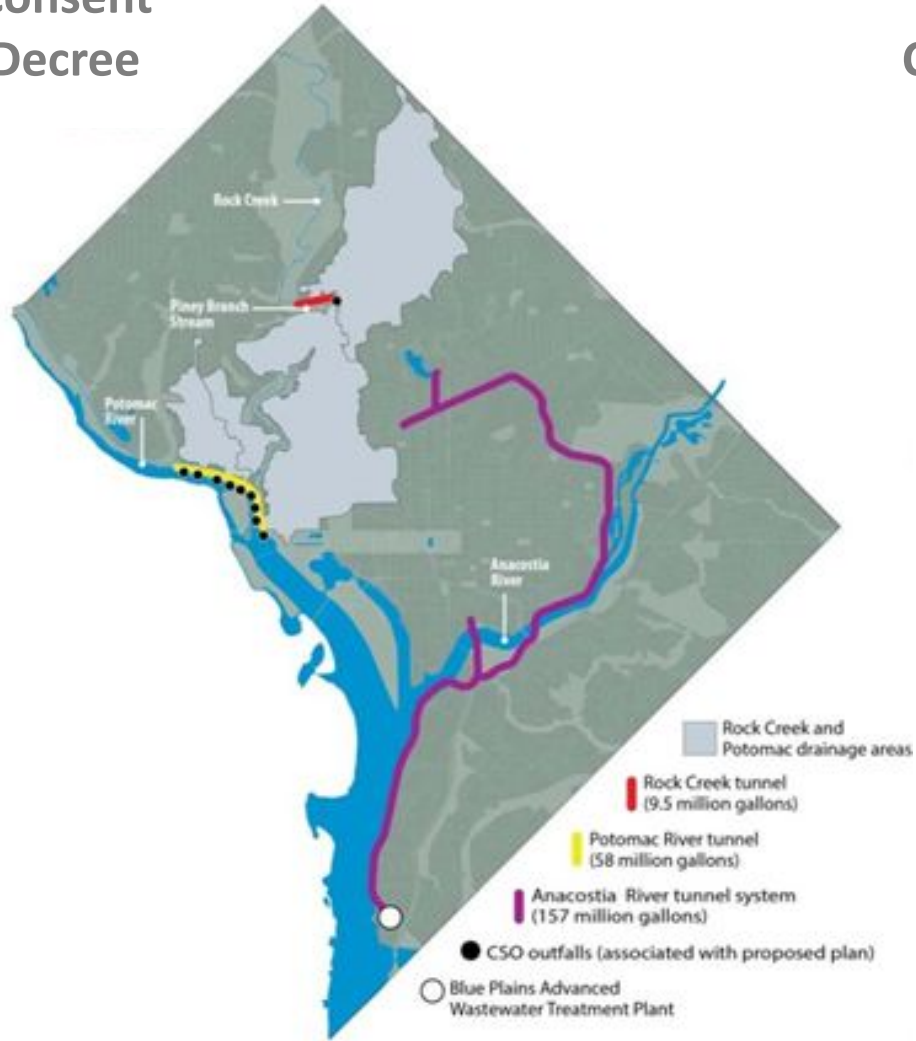 Decree
Rock Creek
Piney Branch
Stream
Potomac
River
Anacostia
River
Rock Creek and
Potomac drainage areas
Rock Creek tunnel
(9.5 million gallons)
Potomac River tunnel
(58 million gallons)
Anacostia River tunnel system
(157 million gallons)
CSO outfalls (associated with proposed plan)
Blue Plains Advanced
Wastewater Treatment Plant